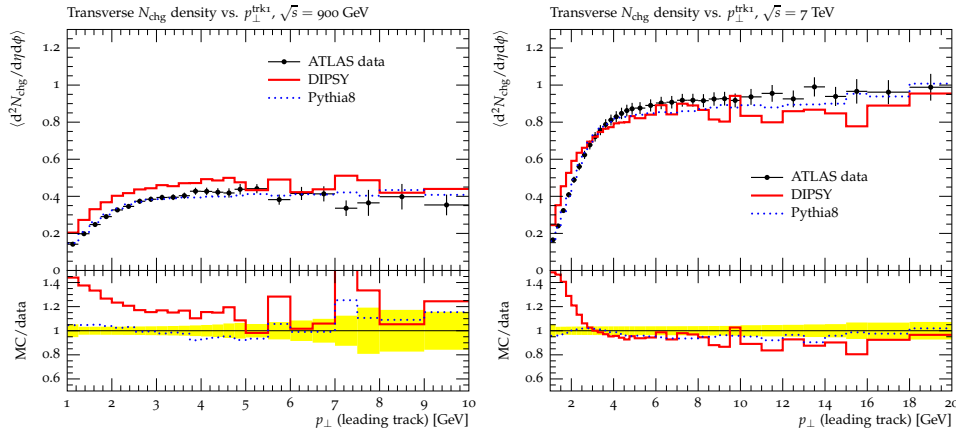 Transverse N_chg density vs. p_⊥^trk1, √s = 900 GeV
⟨d²N_chg/dηdϕ⟩
1.2
1
0.8
0.6
0.4
0.2
0
ATLAS data
DIPSY
Pythia8
MC/data
1.4
1.2
1
0.8
0.6
1 2 3 4 5 6 7 8 9 10
p_⊥ (leading track) [GeV]
Transverse N_chg density vs. p_⊥^trk1, √s = 7 TeV
⟨d²N_chg/dηdϕ⟩
1.2
1
0.8
0.6
0.4
0.2
0
ATLAS data
DIPSY
Pythia8
MC/data
1.4
1.2
1
0.8
0.6
2 4 6 8 10 12 14 16 18 20
p_⊥ (leading track) [GeV]